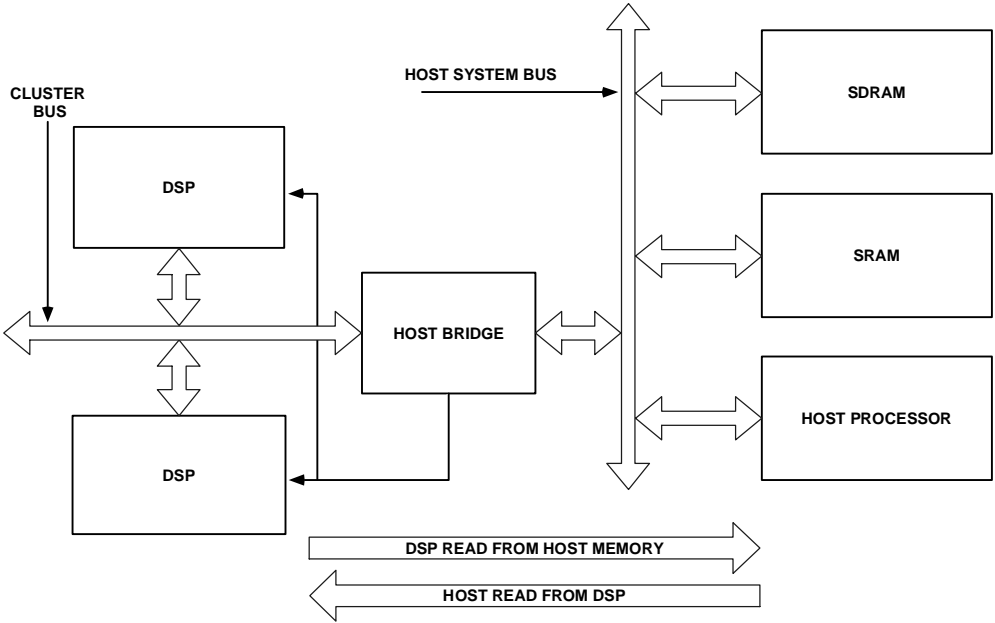 HOST SYSTEM BUS
CLUSTER
BUS
SDRAM
DSP
SRAM
HOST BRIDGE
HOST PROCESSOR
DSP
DSP READ FROM HOST MEMORY
HOST READ FROM DSP